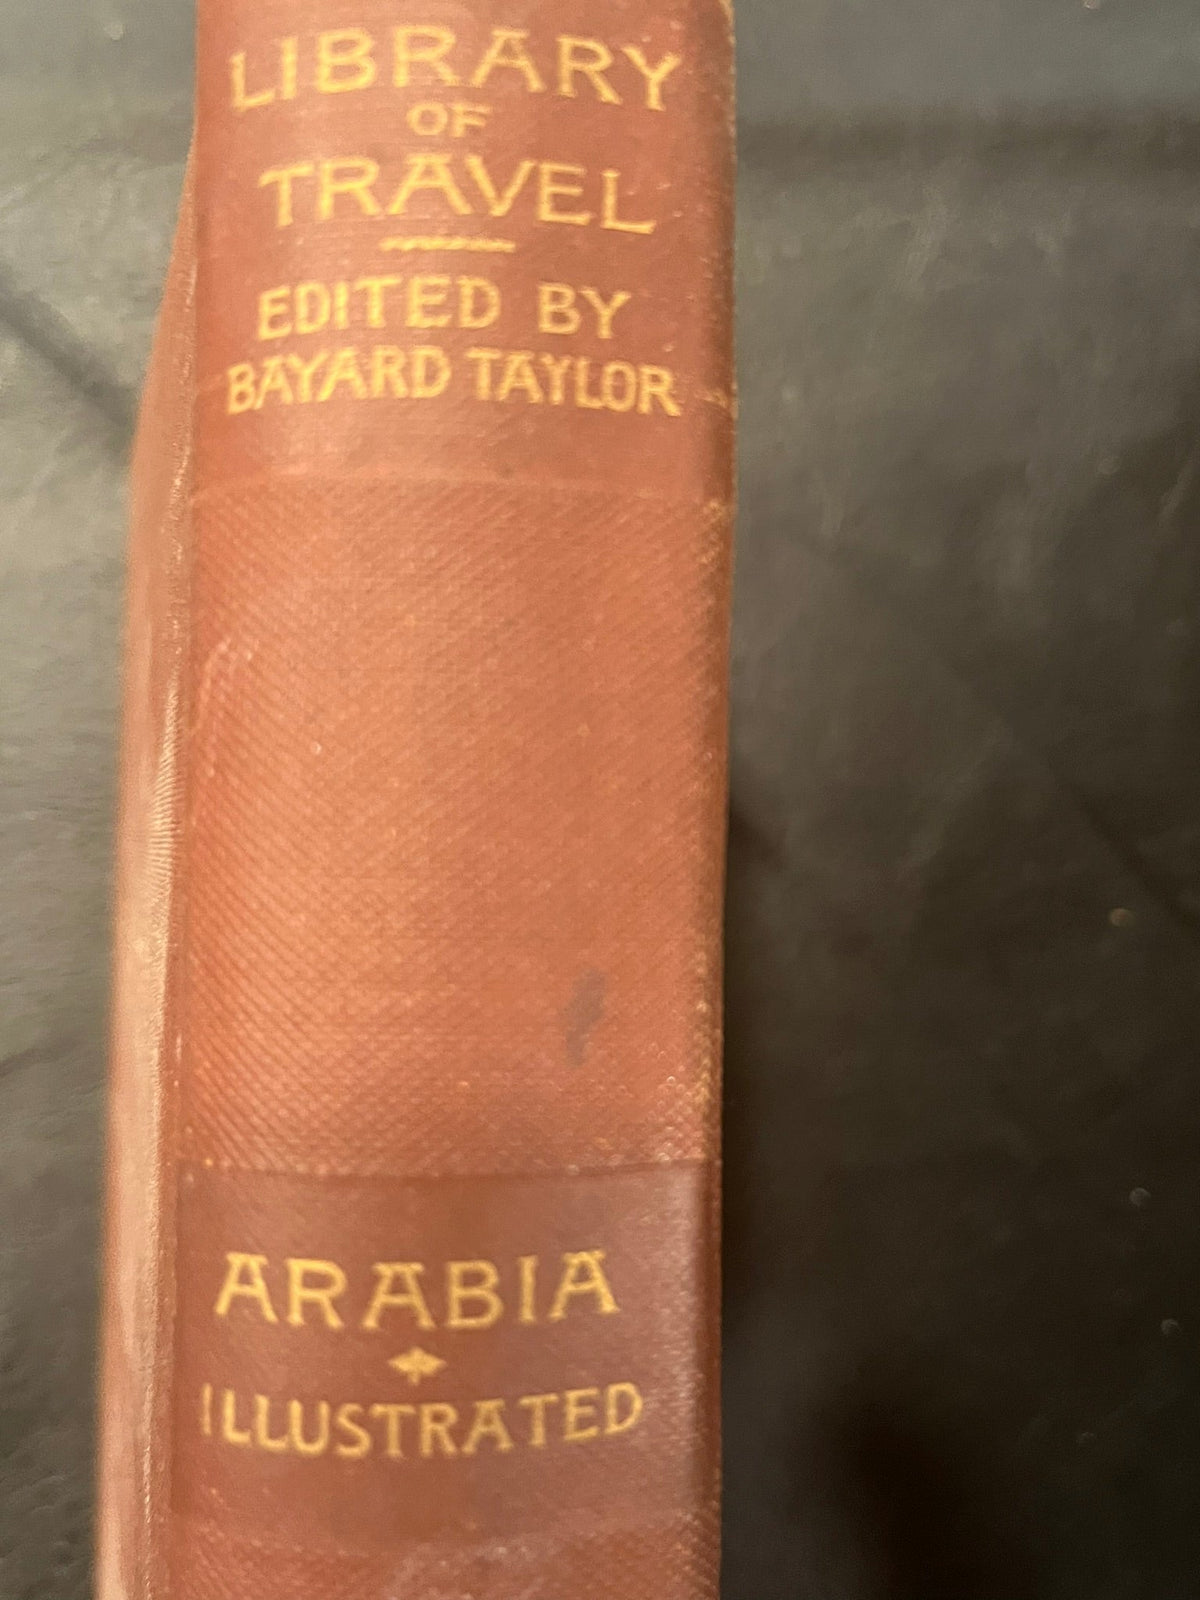 LIBRARY
OF
TRAVEL
EDITED BY
BAYARD TAYLOR
ARABIA
ILLUSTRATED